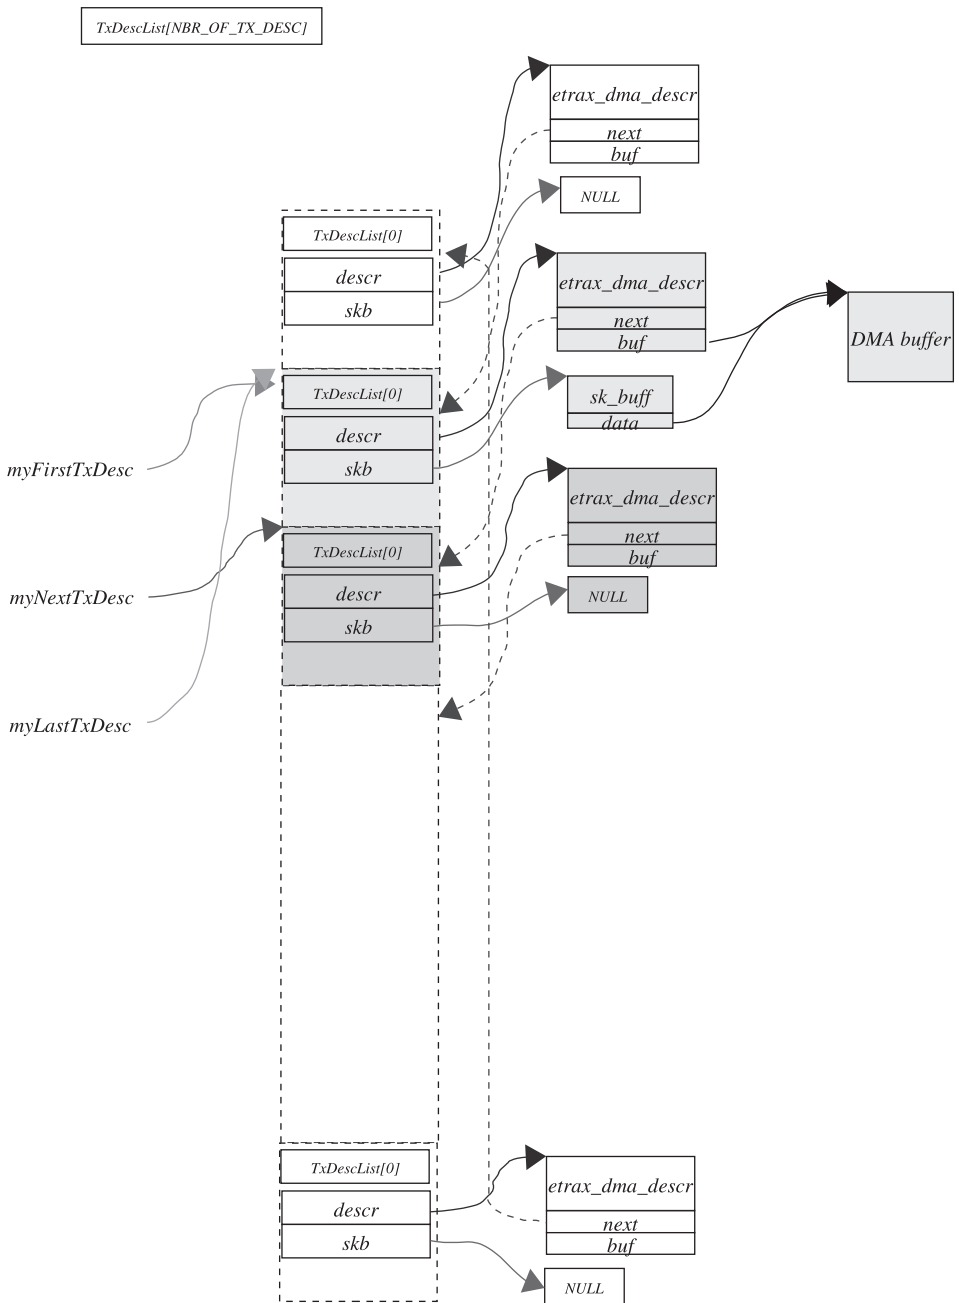 TxDescList[NBR_OF_TX_DESC]
etrax_dma_descr
next
buf
NULL
TxDescList[0]
descr
skb
etrax_dma_descr
next
buf
DMA buffer
TxDescList[0]
sk_buff
data
descr
skb
myFirstTxDesc
etrax_dma_descr
next
buf
TxDescList[0]
descr
skb
NULL
myNextTxDesc
myLastTxDesc
TxDescList[0]
descr
skb
etrax_dma_descr
next
buf
NULL